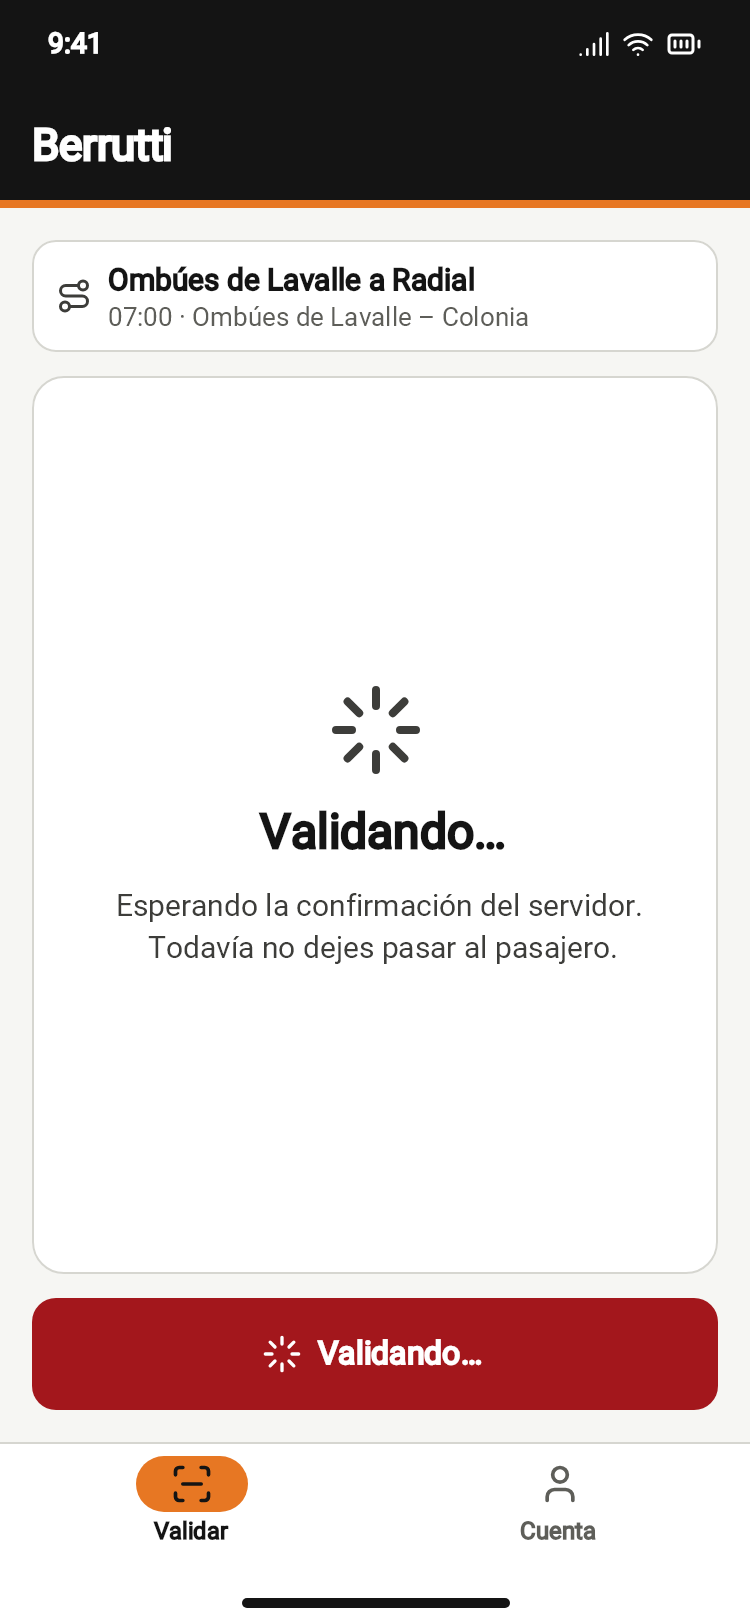 9:41
Berrutti
Ombúes de Lavalle a Radial
07:00 · Ombúes de Lavalle – Colonia
Validando...
Esperando la confirmación del servidor.
Todavía no dejes pasar al pasajero.
Validando...
Validar
Cuenta